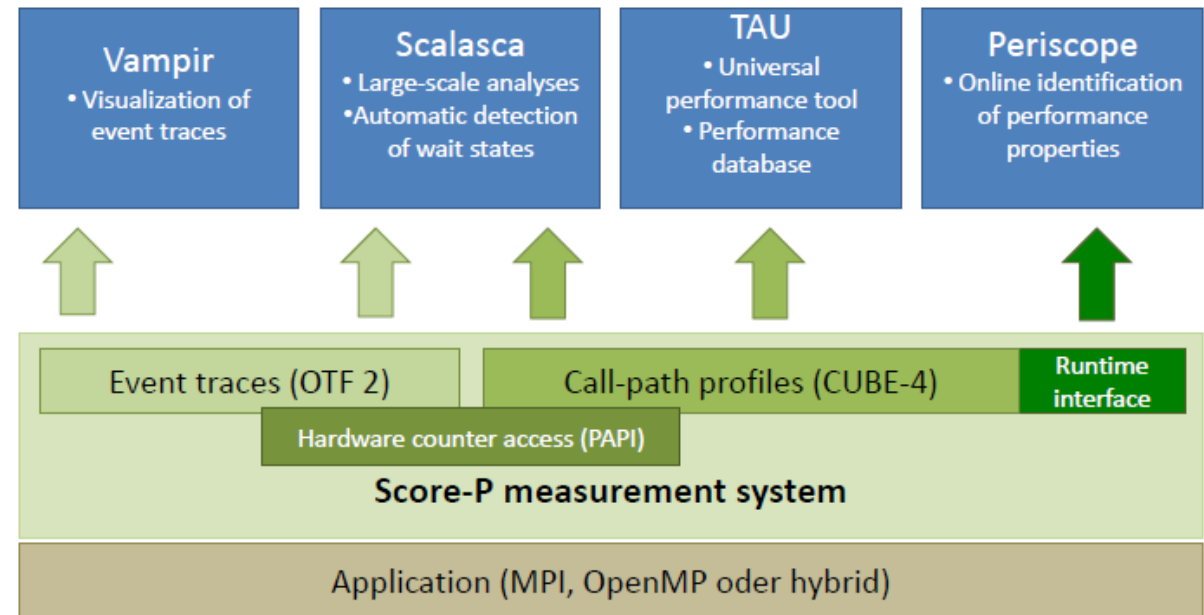 Vampir
• Visualization of
event traces
Scalasca
• Large-scale analyses
•Automatic detection
of wait states
TAU
• Universal
performance tool
• Performance
database
Periscope
• Online identification
of performance
properties
Event traces (OTF 2)
Call-path profiles (CUBE-4)
Runtime
interface
Hardware counter access (PAPI)
Score-P measurement system
Application (MPI, OpenMP oder hybrid)